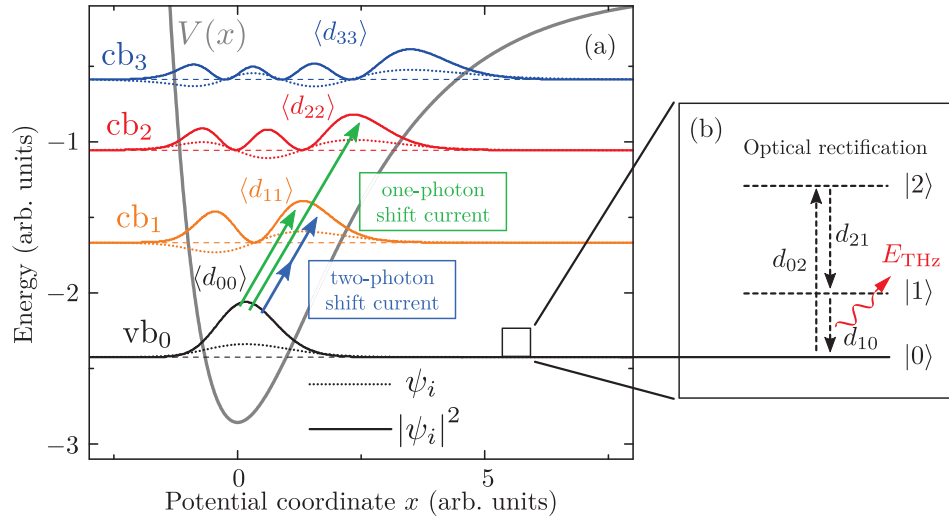 V(x)
⟨d₃₃⟩
(a)
cb₃
⟨d₂₂⟩
cb₂
⟨d₁₁⟩
one-photon
shift current
cb₁
⟨d₀₀⟩
two-photon
shift current
vb₀
ψᵢ
|ψᵢ|²
−1
−2
−3
0
5
Energy (arb. units)
Potential coordinate x (arb. units)
(b)
Optical rectification
|2⟩
d₂₁
d₀₂
E_THz
|1⟩
d₁₀
|0⟩